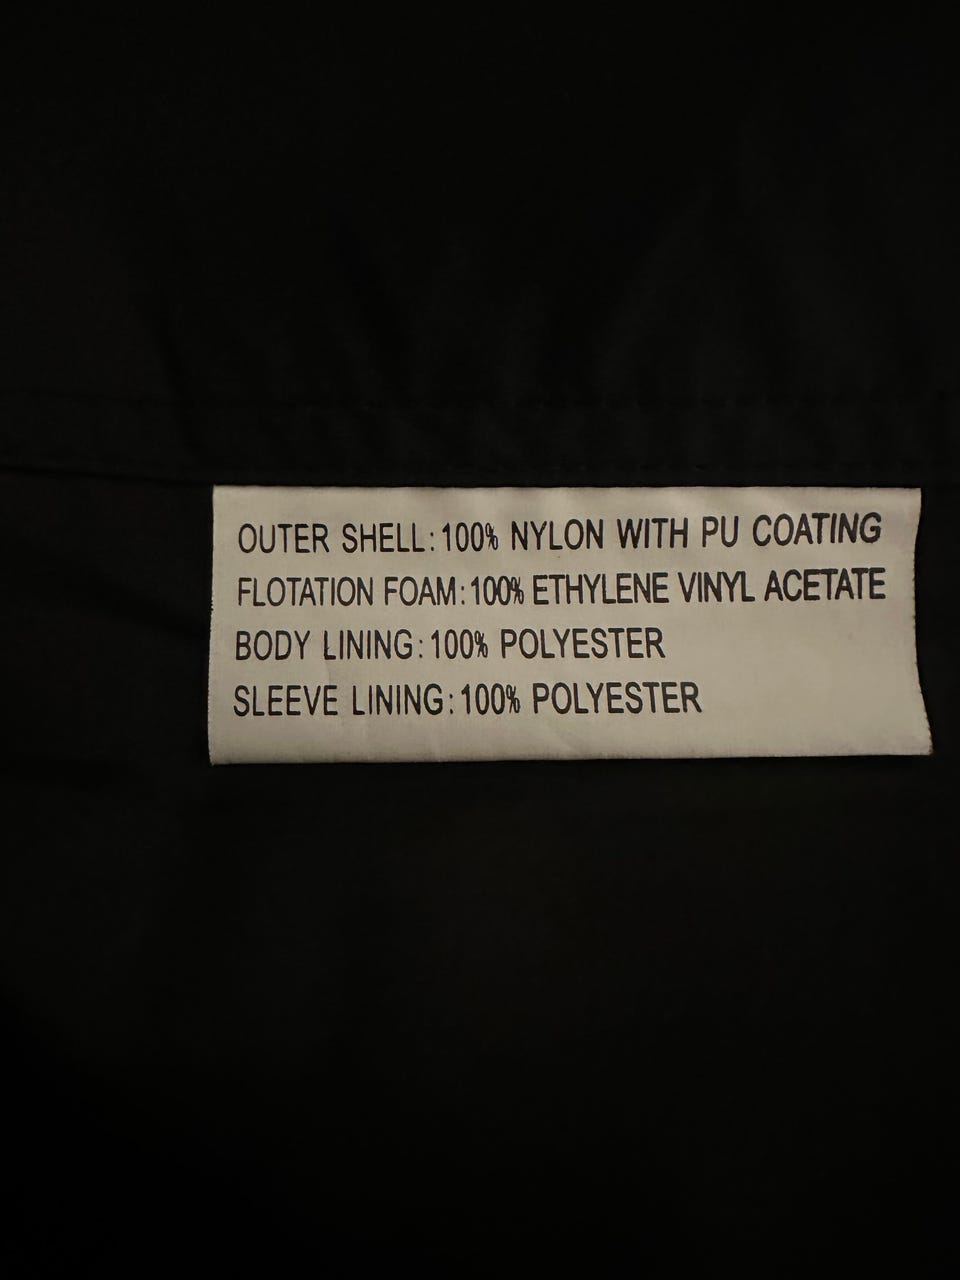 OUTER SHELL:100% NYLON WITH PU COATING
FLOTATION FOAM:100% ETHYLENE VINYL ACETATE
BODY LINING:100% POLYESTER
SLEEVE LINING:100% POLYESTER